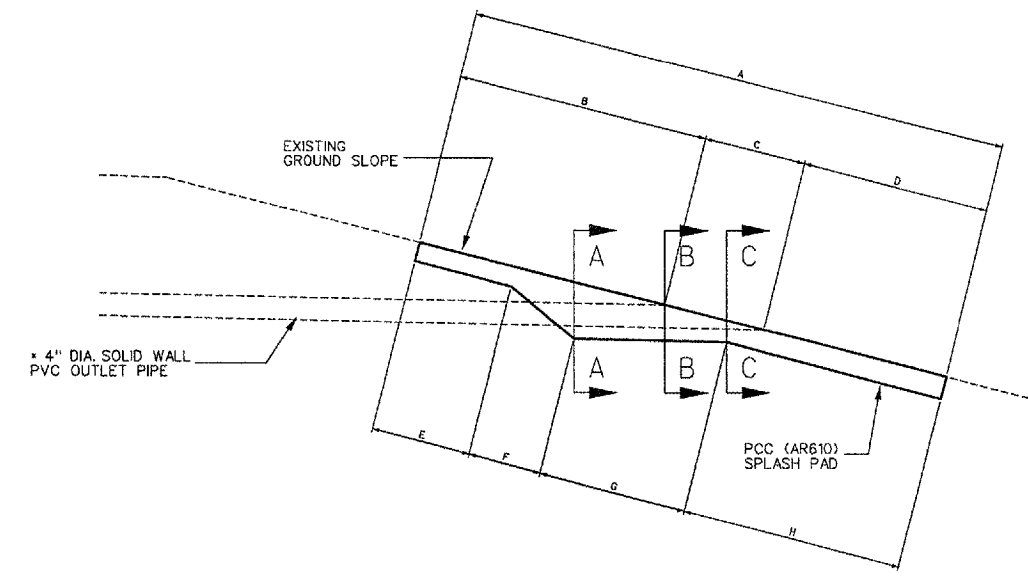 A
B
C
D
EXISTING
GROUND SLOPE
A
B
C
* 4" DIA. SOLID WALL
PVC OUTLET PIPE
A
B
C
E
F
G
H
PCC (AR610)
SPLASH PAD